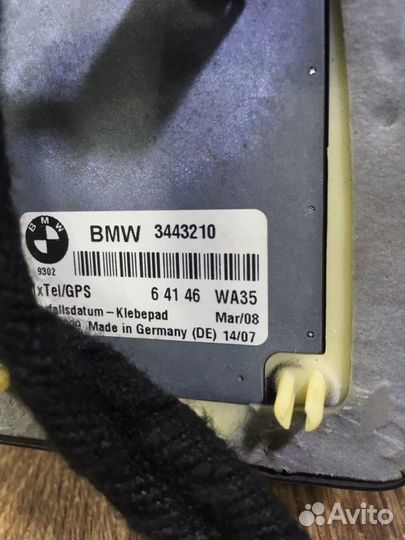 BMW
BMW 3443210
9302
xTel/GPS 6 41 46 WA35
fallsdatum – Klebepad Mar/08
Made in Germany (DE) 14/07
Avito